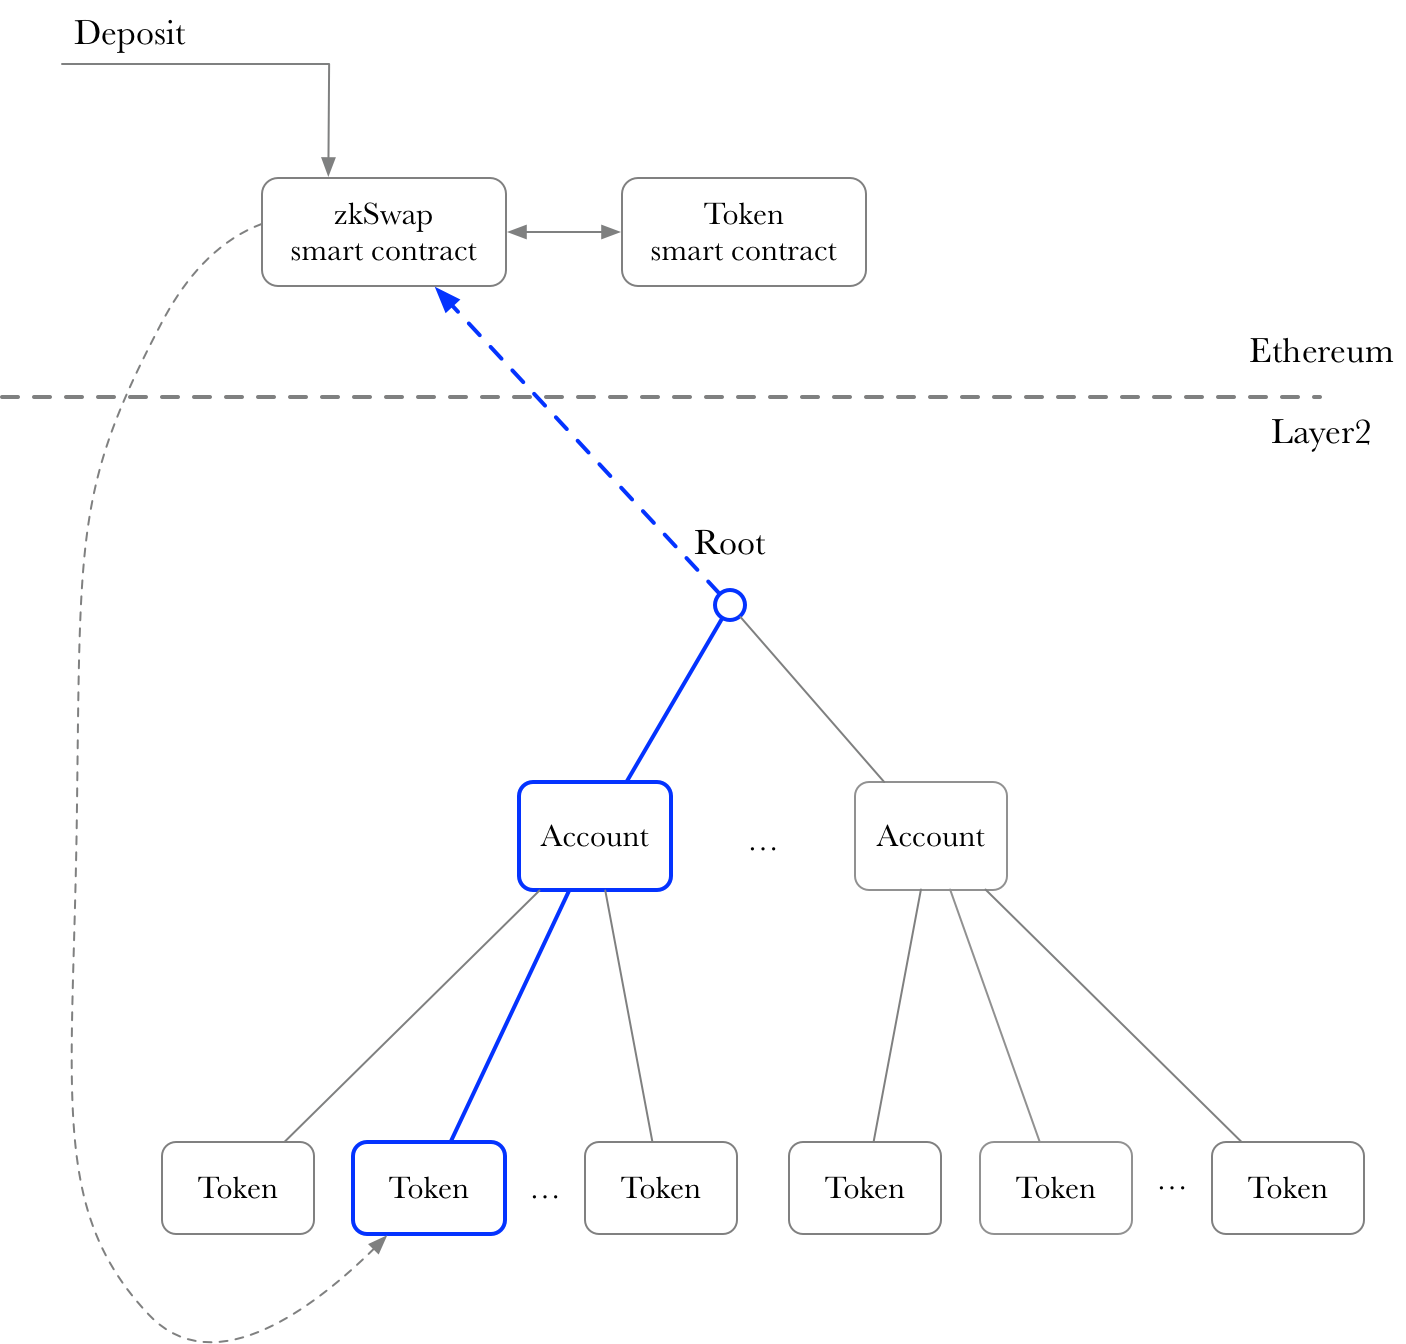 Deposit
zkSwap
smart contract
Token
smart contract
Ethereum
Layer2
Root
Account
...
Account
Token
Token
...
Token
Token
Token
...
Token